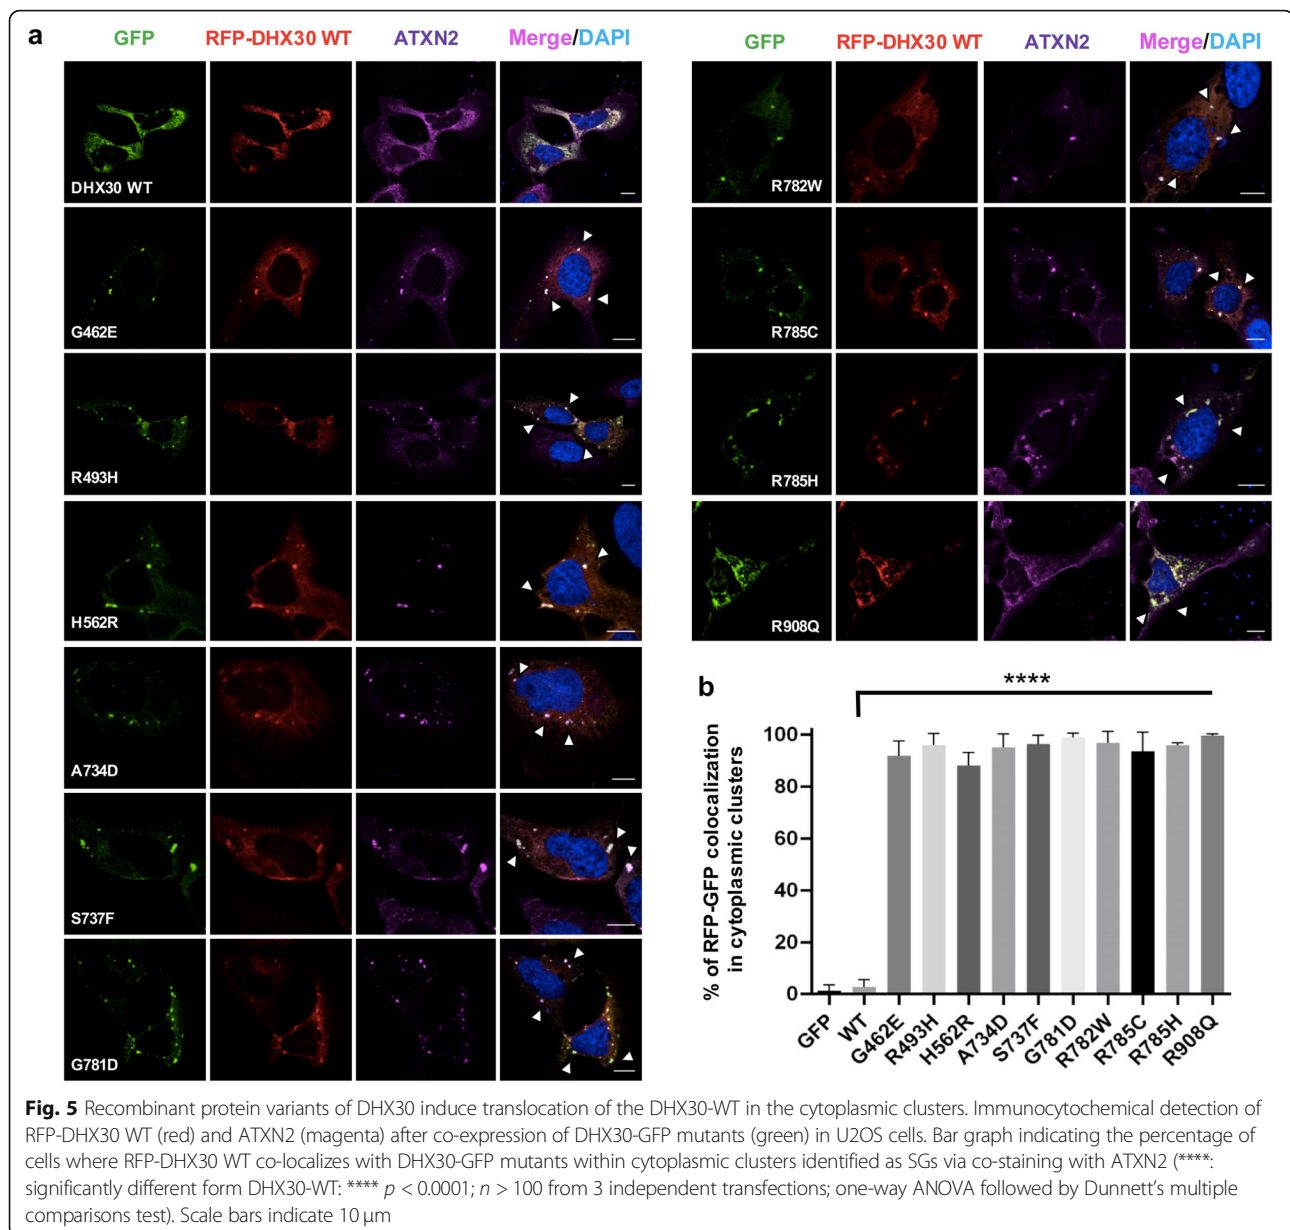 a
GFP RFP-DHX30 WT ATXN2 Merge/DAPI
DHX30 WT
G462E
R493H
H562R
A734D
S737F
G781D
GFP RFP-DHX30 WT ATXN2 Merge/DAPI
R782W
R785C
R785H
R908Q
b
****
% of RFP-GFP colocalization
in cytoplasmic clusters
100
80
60
40
20
0
GFP WT G462E R493H H562R A734D S737F G781D R782W R785C R785H R908Q
Fig. 5 Recombinant protein variants of DHX30 induce translocation of the DHX30-WT in the cytoplasmic clusters. Immunocytochemical detection of
RFP-DHX30 WT (red) and ATXN2 (magenta) after co-expression of DHX30-GFP mutants (green) in U2OS cells. Bar graph indicating the percentage of
cells where RFP-DHX30 WT co-localizes with DHX30-GFP mutants within cytoplasmic clusters identified as SGs via co-staining with ATXN2 (****:
significantly different form DHX30-WT: **** p < 0.0001; n > 100 from 3 independent transfections; one-way ANOVA followed by Dunnett's multiple
comparisons test). Scale bars indicate 10 μm